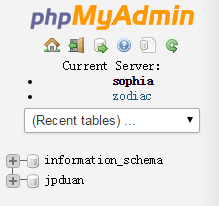 phpMyAdmin
Current Server:
sophia
zodiac
(Recent tables) ...
information_schema
jpduan